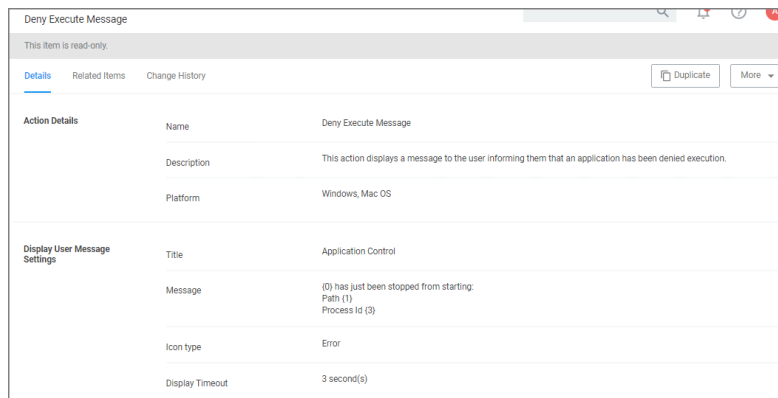 Deny Execute Message
This item is read-only.
Details Related Items Change History Duplicate More
Action Details
Name Deny Execute Message
Description This action displays a message to the user informing them that an application has been denied execution.
Platform Windows, Mac OS
Display User Message
Settings
Title Application Control
Message {0} has just been stopped from starting:
Path {1}
Process Id {3}
Icon type Error
Display Timeout 3 second(s)